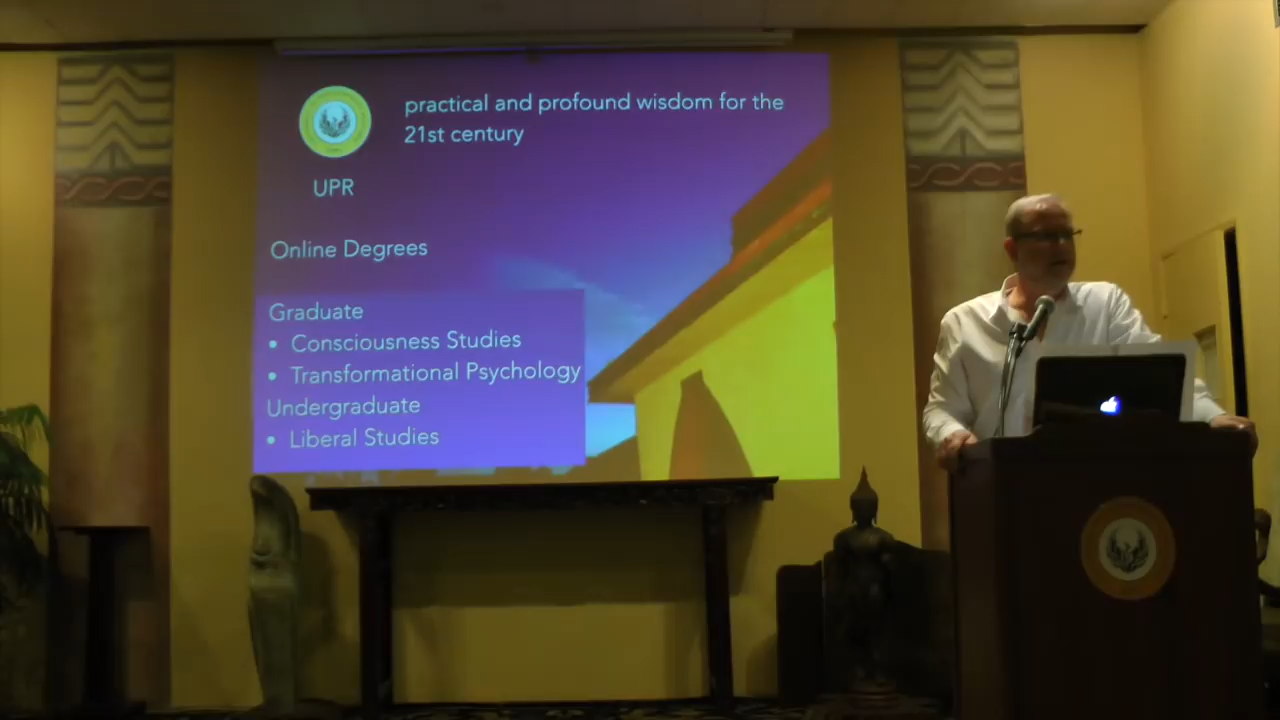 practical and profound wisdom for the
21st century
UPR
Online Degrees
Graduate
• Consciousness Studies
• Transformational Psychology
Undergraduate
• Liberal Studies